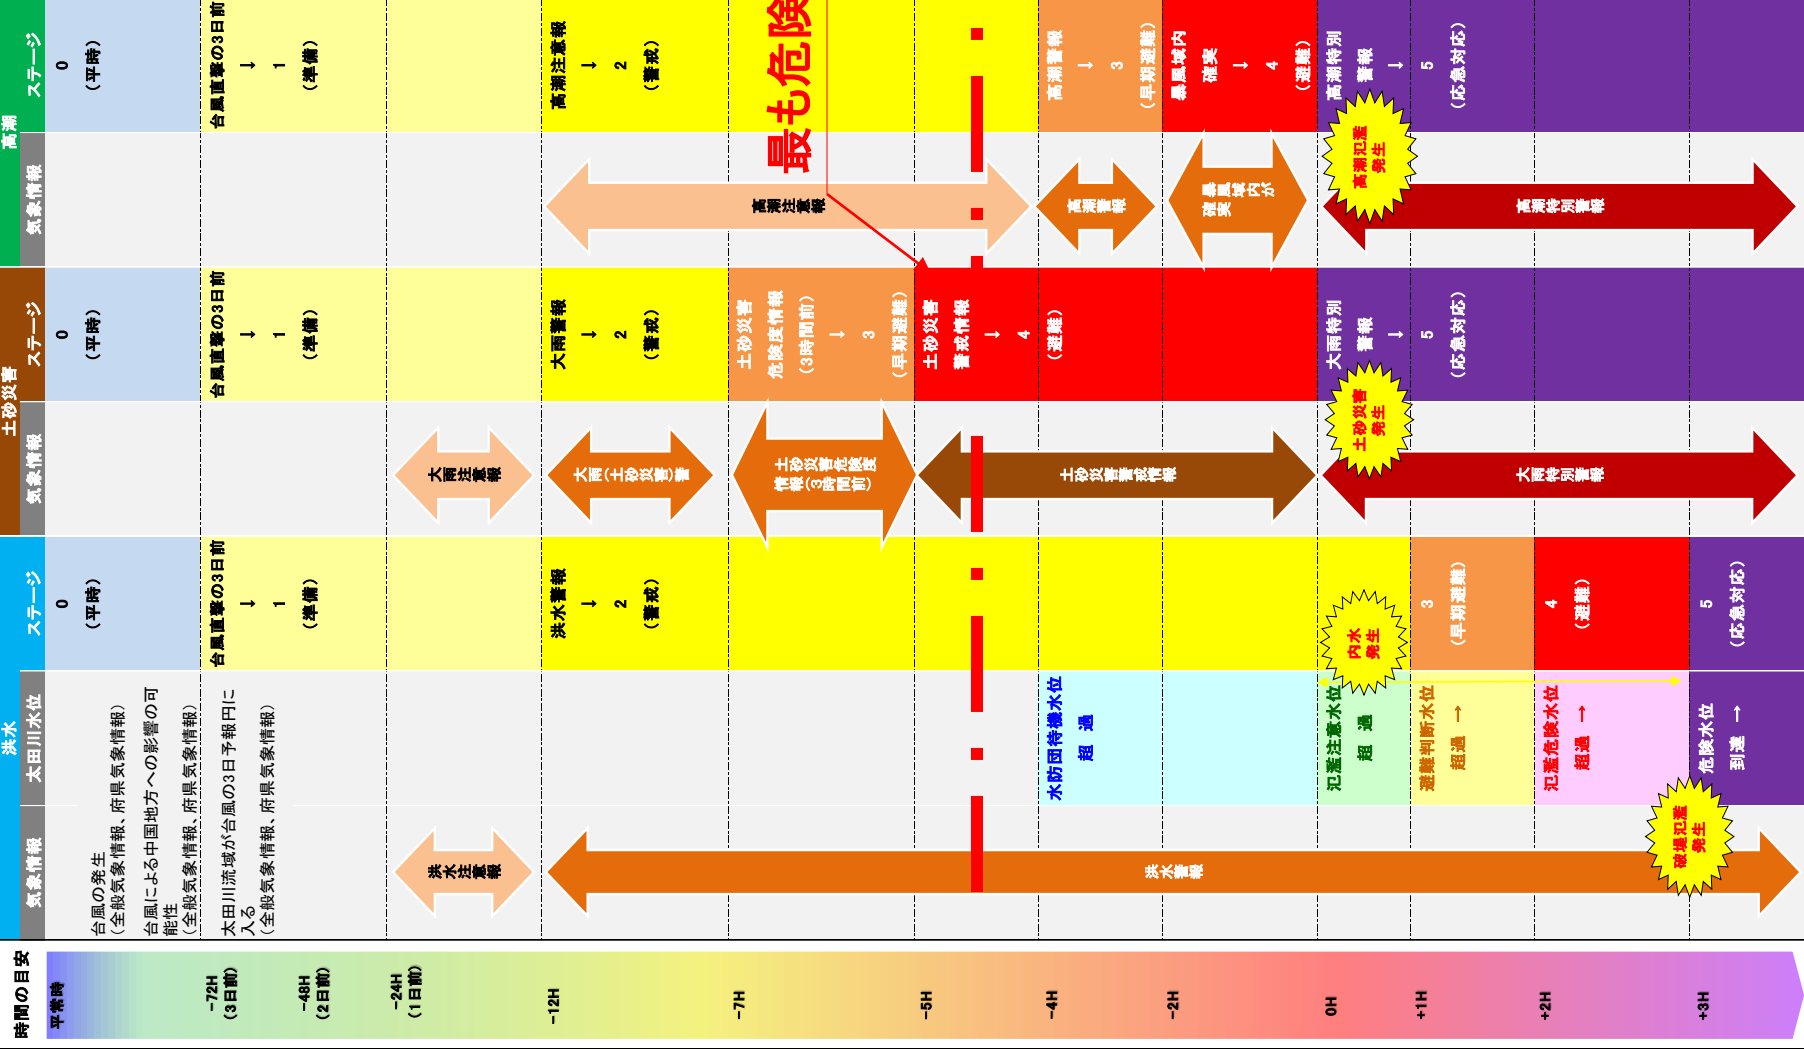 時間の目安
平常時
-72H
(3日前)
-48H
(2日前)
-24H
(1日前)
-12H
-7H
-5H
-4H
-2H
0H
+1H
+2H
+3H
洪水
気象情報
太田川水位
ステージ
台風の発生
(全般気象情報、府県気象情報)
台風による中国地方への影響の可
能性
(全般気象情報、府県気象情報)
太田川流域が台風の3日予報円に
入る
(全般気象情報、府県気象情報)
洪水注意
報
洪水警報
破堤氾濫
発生
水防団待機水位
超 過
氾濫注意水位
超 過
避難判断水位
超過 →
氾濫危険水位
超過 →
危険水位
到達 →
0
(平時)
台風直撃の3日前
↓
1
(準備)
洪水警報
↓
2
(警戒)
内水
発生
3
(早期避難)
4
(避難)
5
(応急対応)
土砂災害
気象情報
ステージ
大雨注意
報
大雨(土砂災害)警
土砂災害危険度
情報(3時間前)
土砂災害警戒情報
大雨特別警報
土砂災害
発生
0
(平時)
台風直撃の3日前
↓
1
(準備)
大雨警報
↓
2
(警戒)
土砂災害
危険度情報
(3時間前)
↓
3
(早期避難)
土砂災害
警戒情報
↓
4
(避難)
大雨特別
警報
↓
5
(応急対応)
高潮
気象情報
ステージ
高潮注意
報
高潮警報
暴風域内が
確実
高潮特別警報
高潮氾濫
発生
0
(平時)
台風直撃の3日前
↓
1
(準備)
高潮注意報
↓
2
(警戒)
最も危険
高潮警報
↓
3
(早期避難)
暴風域内
確実
↓
4
(避難)
高潮特別
警報
↓
5
(応急対応)